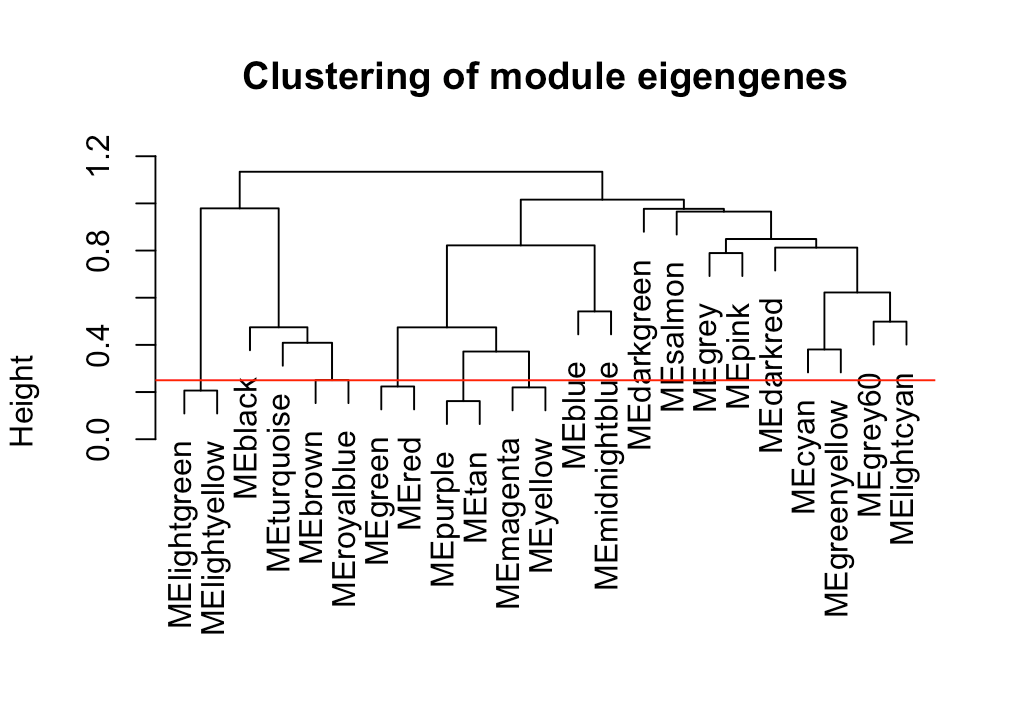 Clustering of module eigengenes
Height
1.2
0.8
0.4
0.0
MElightgreen
MElightyellow
MEblack
MEturquoise
MEbrown
MEroyalblue
MEgreen
MEred
MEpurple
MEtan
MEmagenta
MEyellow
MEblue
MEmidnightblue
MEdarkgreen
MEsalmon
MEgrey
MEpink
MEdarkred
MEcyan
MEgreenyellow
MEgrey60
MElightcyan